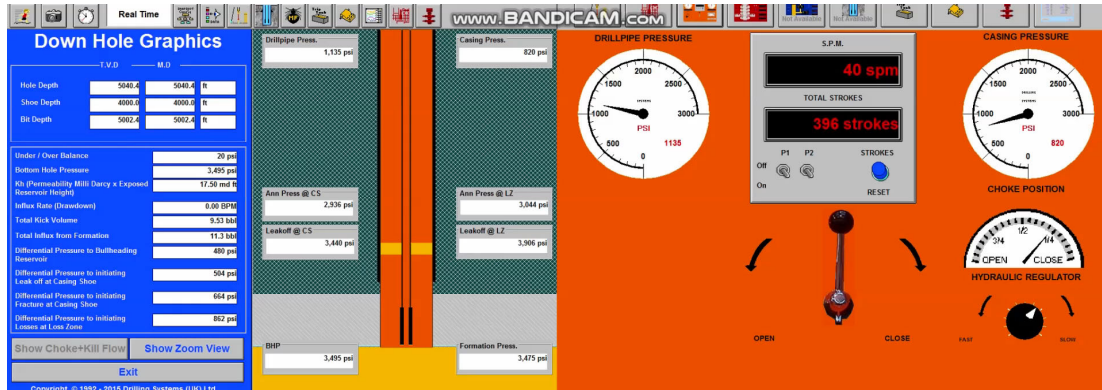 Real Time
www.BANDICAM.com
Not Available
Not Available
Down Hole Graphics
T.V.D M.D
Hole Depth 5040.4 5040.4 ft
Shoe Depth 4000.0 4000.0 ft
Bit Depth 5002.4 5002.4 ft
Under / Over Balance 20 psi
Bottom Hole Pressure 3,495 psi
Kh (Permeability Milli Darcy x Exposed 17.50 md ft
Reservoir Height)
Influx Rate (Drawdown) 0.00 BPM
Total Kick Volume 9.53 bbl
Total Influx from Formation 11.3 bbl
Differential Pressure to Bullheading 480 psi
Reservoir
Differential Pressure to initiating 504 psi
Leak off at Casing Shoe
Differential Pressure to initiating 664 psi
Fracture at Casing Shoe
Differential Pressure to initiating 862 psi
Losses at Loss Zone
Show Choke+Kill Flow Show Zoom View
Exit
Copyright © 1992 - 2015 Drilling Systems (UK) Ltd
Drillpipe Press.
1,135 psi
Casing Press.
820 psi
Ann Press @ CS
2,936 psi
Ann Press @ LZ
3,044 psi
Leakoff @ CS
3,440 psi
Leakoff @ LZ
3,906 psi
BHP
3,495 psi
Formation Press.
3,475 psi
DRILLPIPE PRESSURE
2000
1500 2500
1000 3000
PSI
500 1135
0
S.P.M.
40 spm
TOTAL STROKES
396 strokes
P1 P2 STROKES
Off
On
RESET
OPEN CLOSE
CASING PRESSURE
2000
1500 2500
1000 3000
PSI
500 820
0
CHOKE POSITION
1/2
3/4 1/4
OPEN CLOSE
HYDRAULIC REGULATOR
FAST SLOW